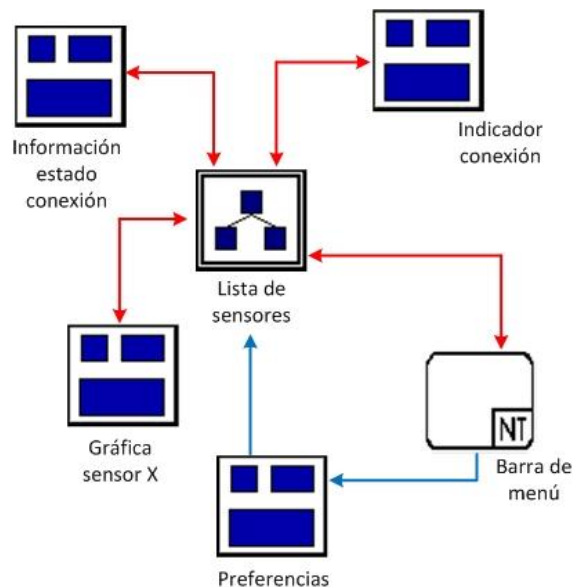 Información
estado
conexión
Indicador
conexión
Lista de
sensores
Gráfica
sensor X
NT
Barra de
menú
Preferencias